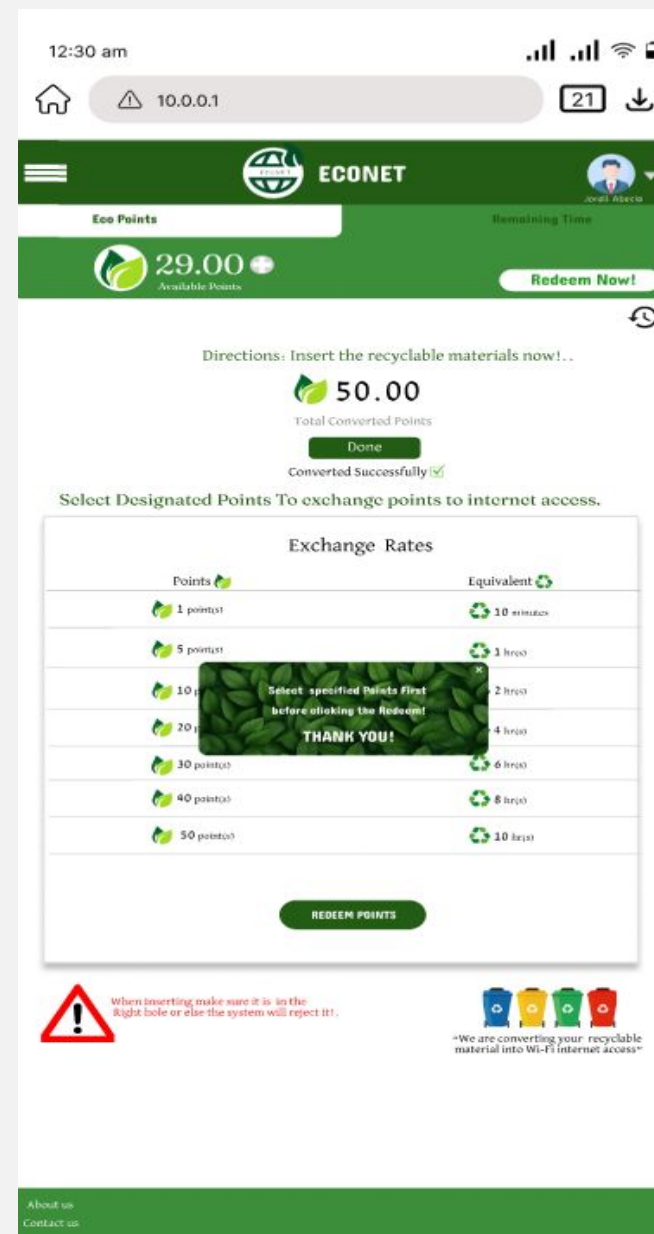 12:30 am
10.0.0.1
21
ECONET
Jorell Abecia
Eco Points
Remaining Time
29.00
Available Points
Redeem Now!
Directions: Insert the recyclable materials now!..
50.00
Total Converted Points
Done
Converted Successfully
Select Designated Points To exchange points to internet access.
Exchange Rates
Points Equivalent
1 point(s) 10 minutes
5 point(s) 1 hr(s)
10 2 hr(s)
20 4 hr(s)
30 point(s) 6 hr(s)
40 point(s) 8 hr(s)
50 point(s) 10 hr(s)
Select specified Points First
before clicking the Redeem!
THANK YOU!
REDEEM POINTS
When inserting make sure it is in the
Right hole or else the system will reject it!.
"We are converting your recyclable
material into Wi-Fi internet access"
About us
Contact us